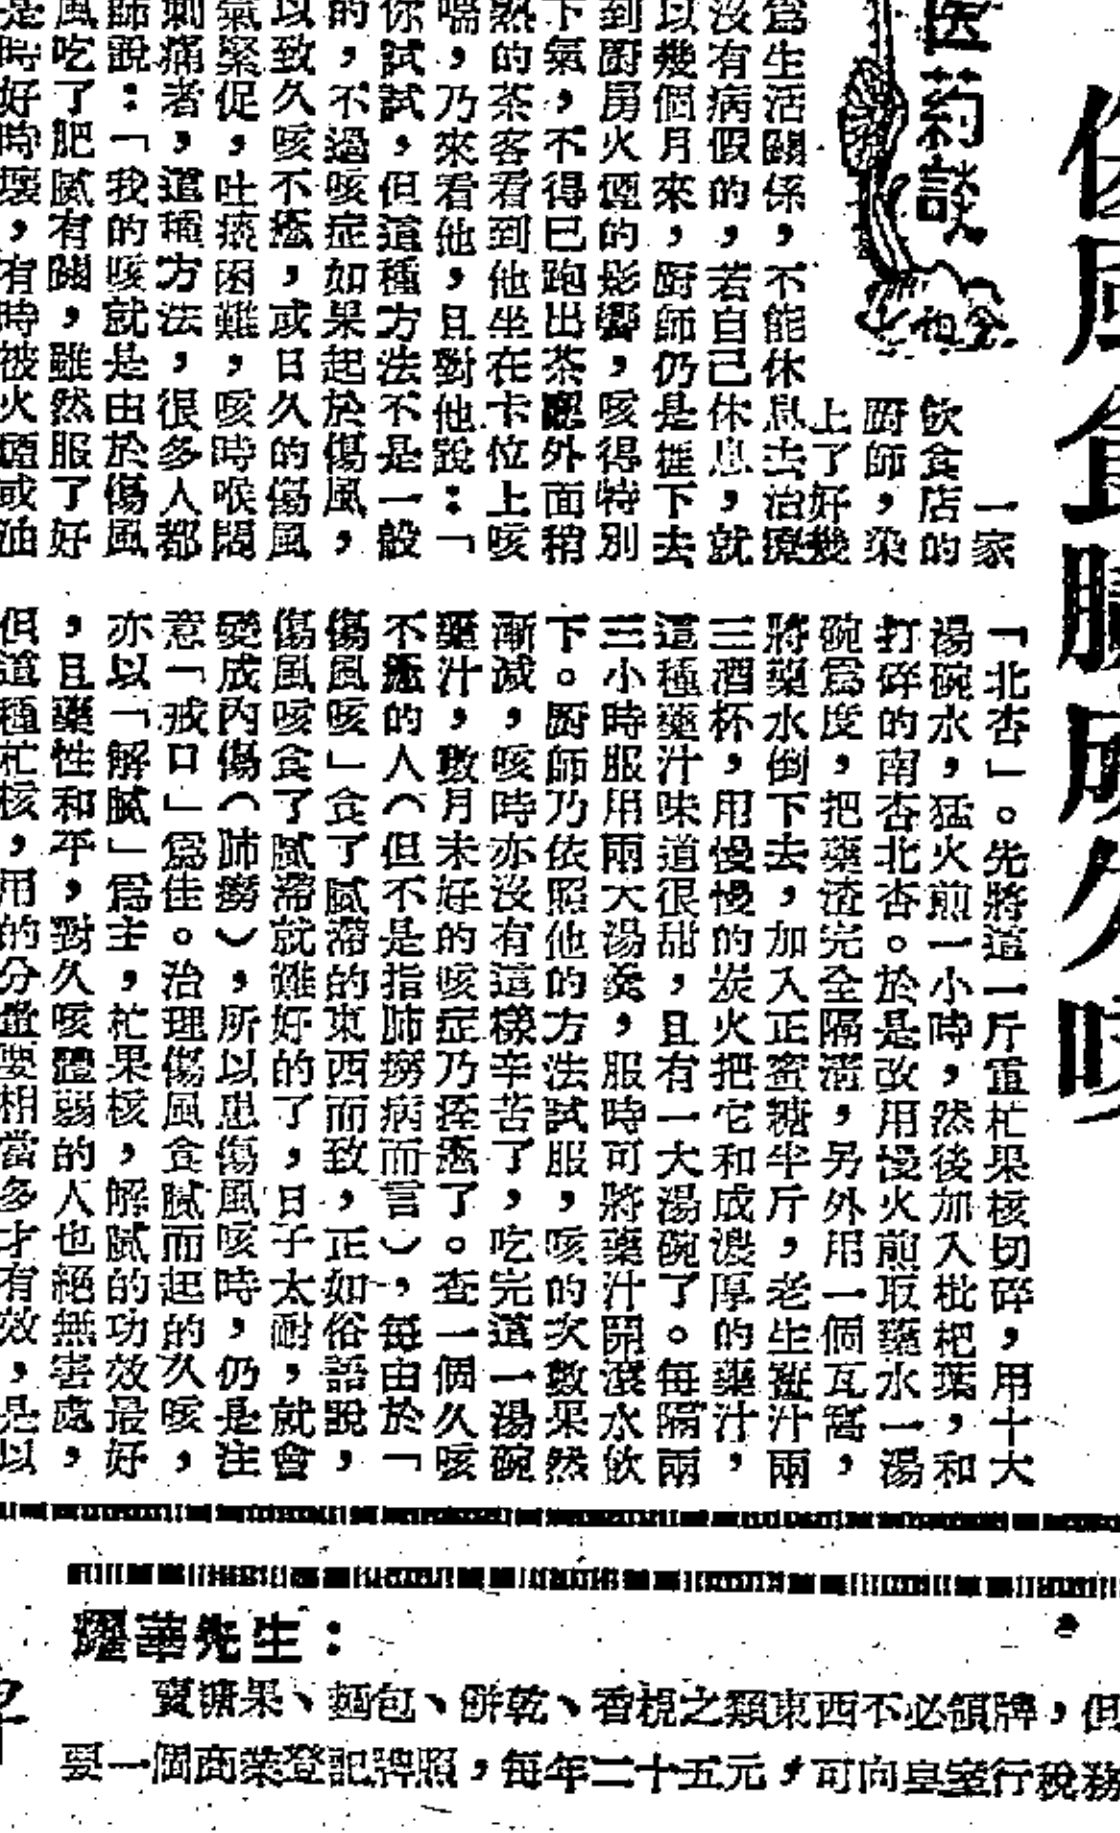 傷風食膩成久咳
医葯談
一家
飲食店的
廚師,染
上了好幾
爲生活關係,不能休息去治療
沒有病假的,若自己休息,就
以幾個月來,廚師仍是捱下去
到廚房火煙的影響,咳得特別
下氣,不得已跑出茶廳外面稍
熱的茶客看到他坐在卡位上咳
喘,乃來看他,且對他說:「
你試試,但這種方法不是一般
的,不過咳症如果起於傷風,
以致久咳不癒,或日久的傷風
氣緊促,吐痰困難,咳時喉間
刺痛者,這種方法,很多人都
師說:「我的咳就是由於傷風
風吃了肥膩有關,雖然服了好
是時好時壞,有時被火頭或油
「北杏」。先將這一斤重杧果核切碎,用十大
湯碗水,猛火煎一小時,然後加入枇杷葉,和
打碎的南杏北杏。於是改用慢火煎取藥水一湯
碗爲度,把藥渣完全隔淸,另外用一個瓦窩,
將藥水倒下去,加入正蜜糖半斤,老生薑汁兩
三酒杯,用慢慢的炭火把它和成濃厚的藥汁,
這種藥汁味道很甜,且有一大湯碗了。每隔兩
三小時服用兩大湯羹,服時可將藥汁開滾水飲
下。廚師乃依照他的方法試服,咳的次數果然
漸減,咳時亦沒有這樣辛苦了,吃完這一湯碗
藥汁,數月未好的咳症乃痊癒了。查一個久咳
不癒的人(但不是指肺癆病而言),每由於「
傷風咳」食了膩滯的東西而致,正如俗語說,
傷風咳食了膩滯就難好的了,日子太耐,就會
變成內傷(肺癆),所以患傷風咳時,仍是注
意「戒口」爲佳。治理傷風食膩而起的久咳,
亦以「解膩」爲主,杧果核,解膩的功效最好
,且藥性和平,對久咳體弱的人也絕無害處,
但這種杧核,用的分量要相當多才有效,是以
耀華先生:
賣糖果、麵包、餅乾、香梘之類東西不必領牌,但
要一個商業登記牌照,每年二十五元,可向皇室行稅務